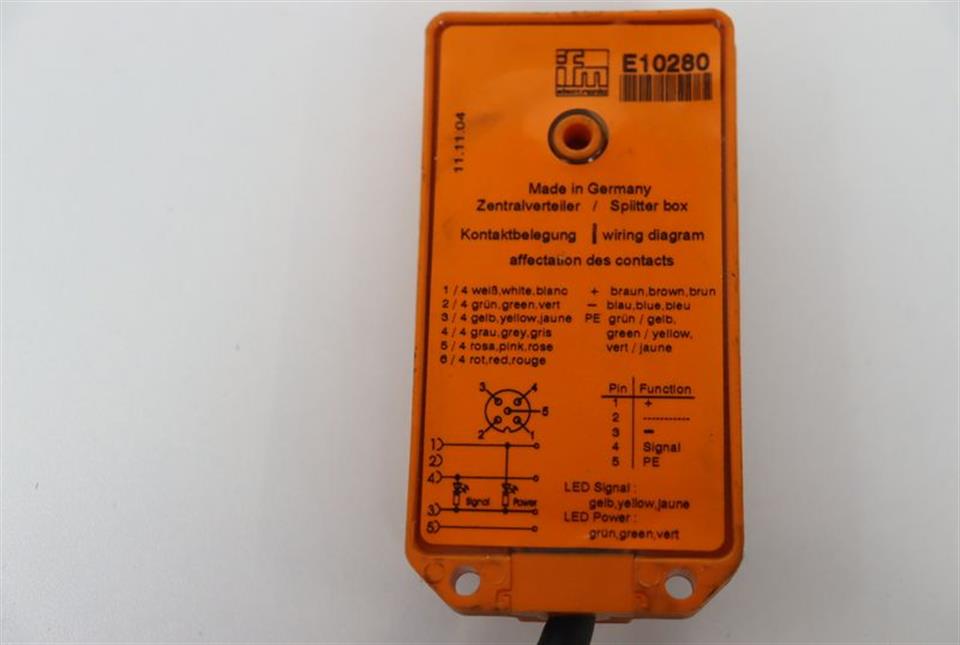 ifm electronic
E10280
11.11.04
Made in Germany
Zentralverteiler / Splitter box
Kontaktbelegung / wiring diagram
affectation des contacts
1 / 4 weiß,white,blanc + braun,brown,brun
2 / 4 grün,green,vert − blau,blue,bleu
3 / 4 gelb,yellow,jaune PE grün / gelb,
4 / 4 grau,grey,gris green / yellow,
5 / 4 rosa,pink,rose vert / jaune
6 / 4 rot,red,rouge
3 4
5
2 1
1
2
4
Signal Power
3
5
Pin Function
1 +
2 -----------
3 −
4 Signal
5 PE
LED Signal :
gelb,yellow,jaune
LED Power :
grün,green,vert